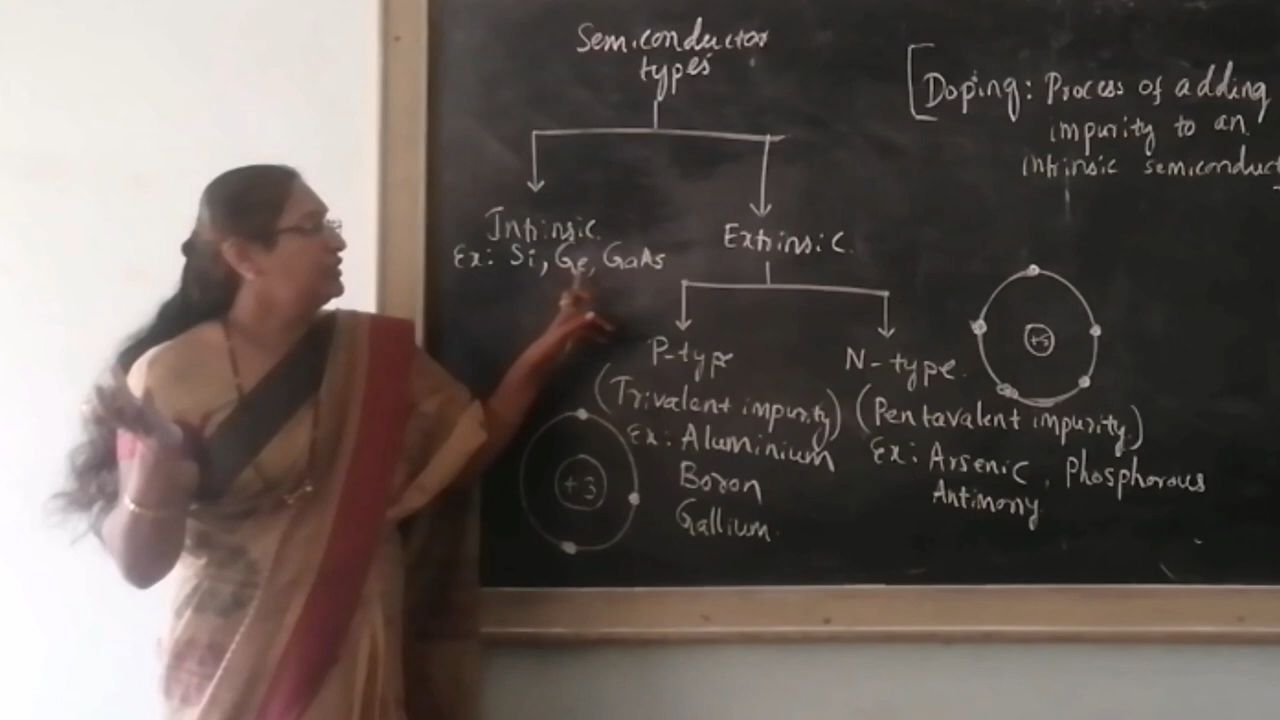 Semiconductor
types
[Doping: Process of adding
impurity to an
intrinsic semiconduct
Intrinsic.
Ex: Si, Ge, GaAs
Extrinsic.
P-type
N-type.
(Trivalent impurity)
(Pentavalent impurity)
Ex: Aluminium
Boron
Gallium.
Ex: Arsenic, Phosphorous
Antimony
+3
+5